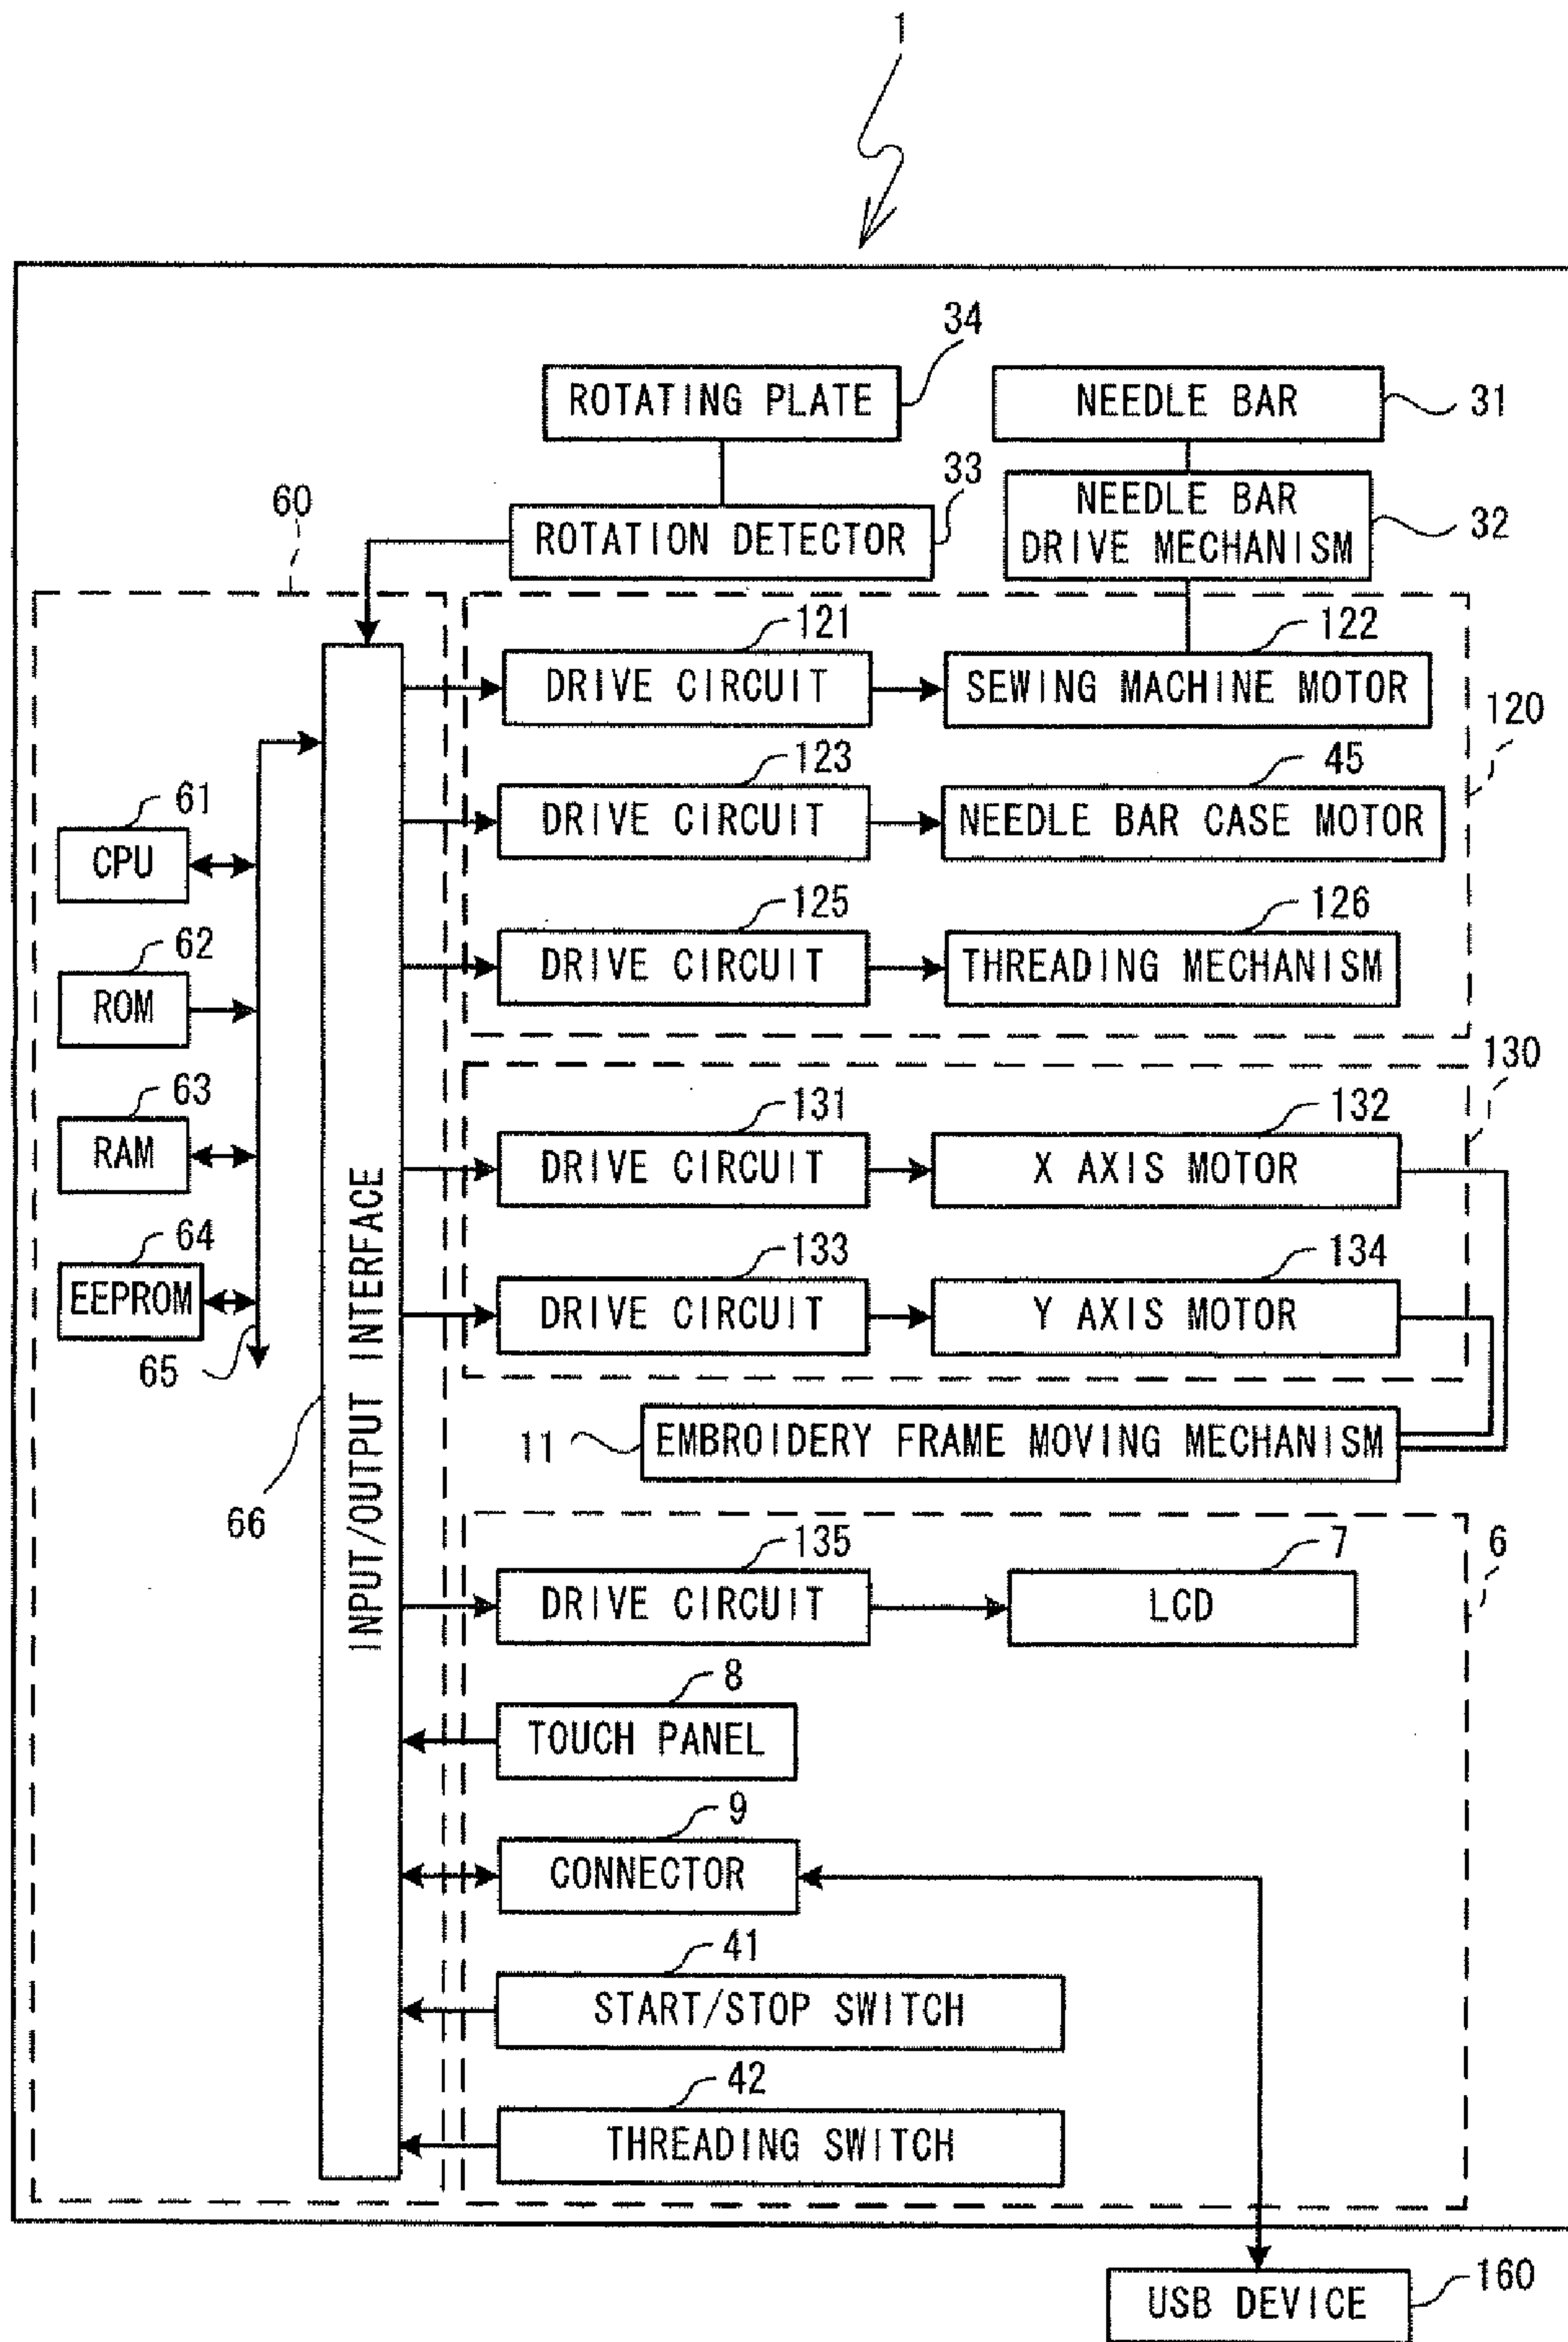 1
34
ROTATING PLATE
NEEDLE BAR
31
33
60
ROTATION DETECTOR
NEEDLE BAR
DRIVE MECHANISM
32
121
122
DRIVE CIRCUIT
SEWING MACHINE MOTOR
120
123
45
DRIVE CIRCUIT
NEEDLE BAR CASE MOTOR
61
CPU
125
126
DRIVE CIRCUIT
THREADING MECHANISM
62
ROM
130
63
RAM
131
132
DRIVE CIRCUIT
X AXIS MOTOR
64
EEPROM
133
134
DRIVE CIRCUIT
Y AXIS MOTOR
65
INPUT/OUTPUT INTERFACE
11
EMBROIDERY FRAME MOVING MECHANISM
66
135
7
6
DRIVE CIRCUIT
LCD
8
TOUCH PANEL
9
CONNECTOR
41
START/STOP SWITCH
42
THREADING SWITCH
USB DEVICE
160